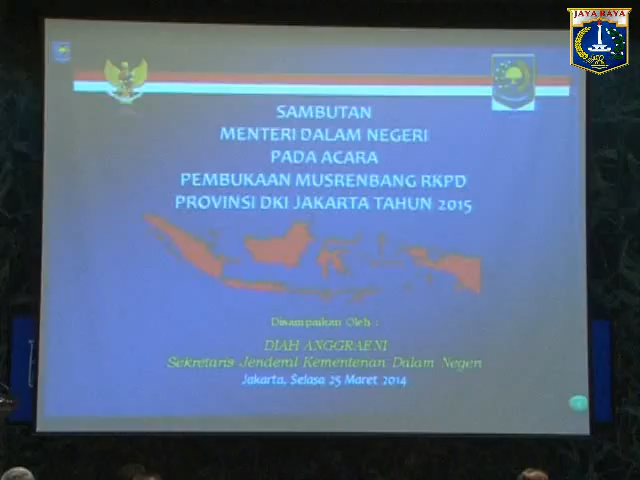 JAYA RAYA
SAMBUTAN
MENTERI DALAM NEGERI
PADA ACARA
PEMBUKAAN MUSRENBANG RKPD
PROVINSI DKI JAKARTA TAHUN 2015
Disampaikan Oleh :
DIAH ANGGRAENI
Sekretaris Jenderal Kementerian Dalam Negeri
Jakarta, Selasa 25 Maret 2014